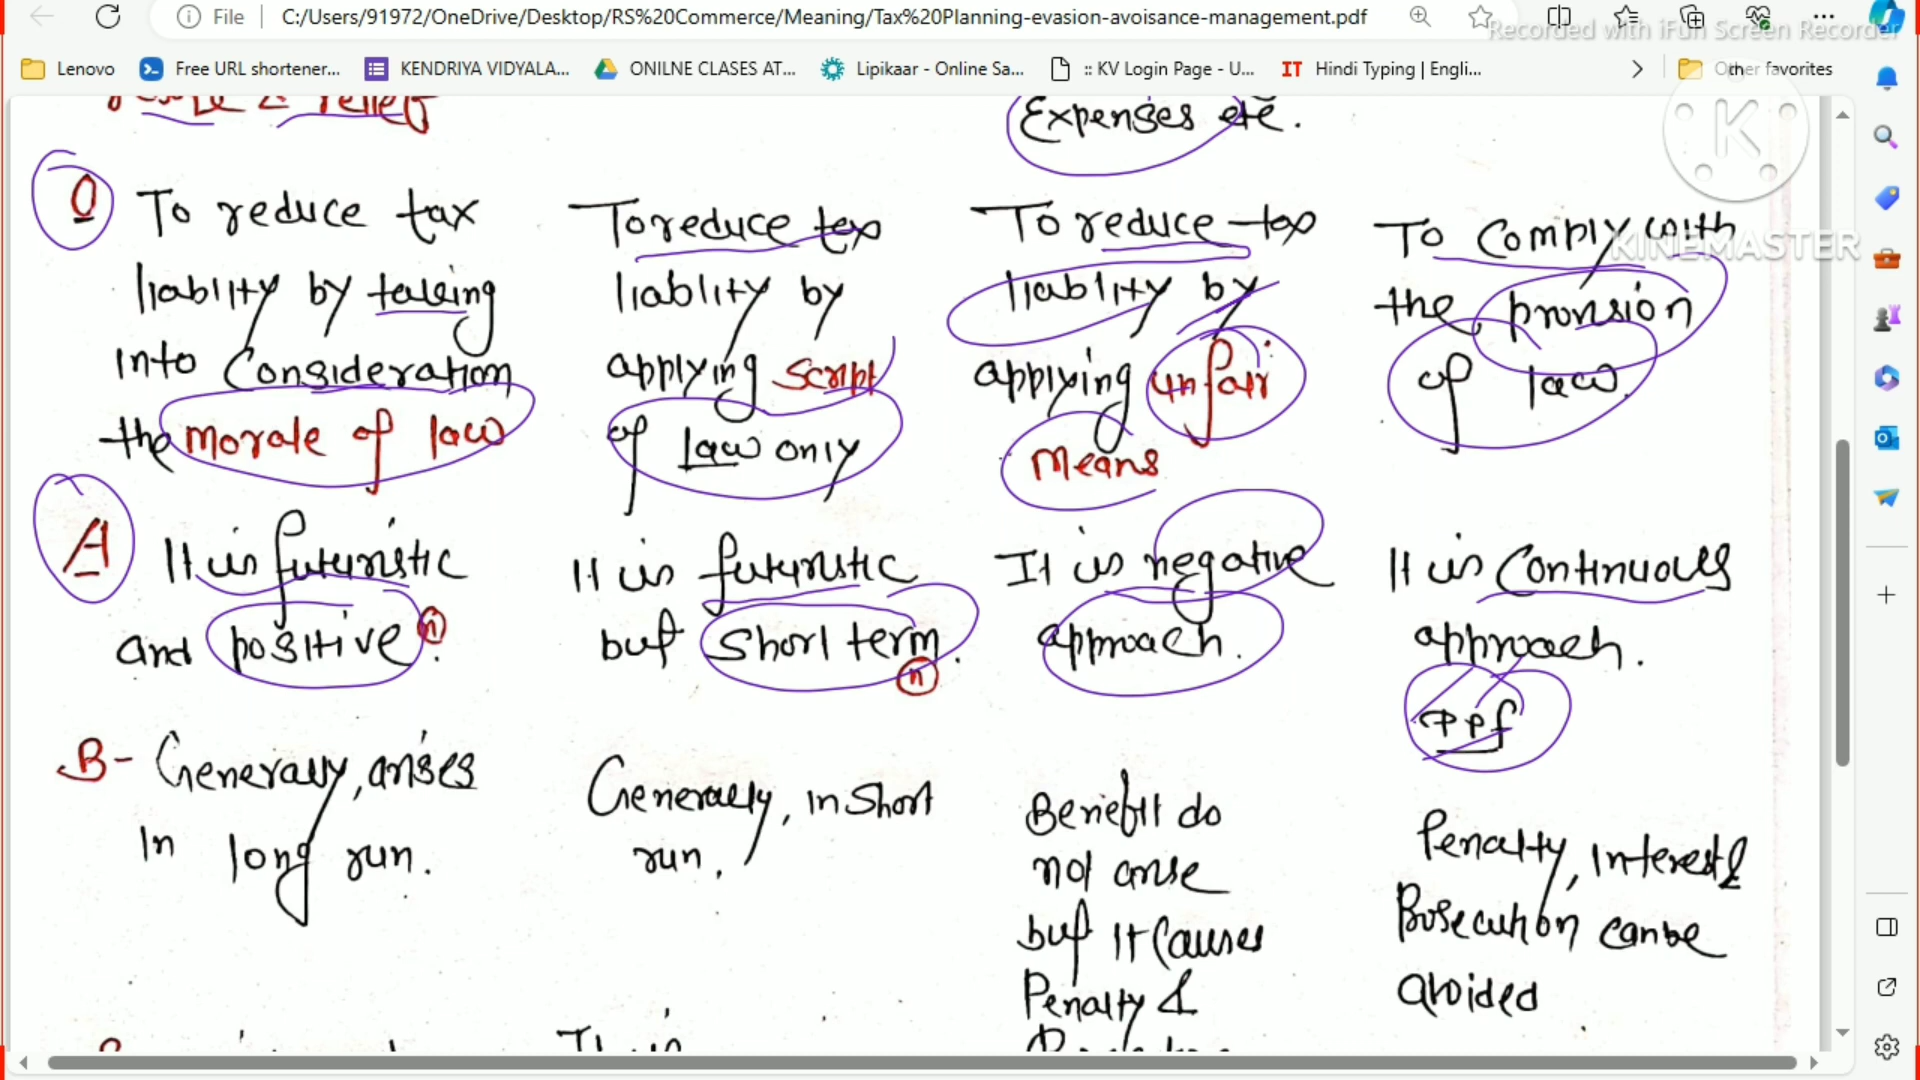 File
C:/Users/91972/OneDrive/Desktop/RS%20Commerce/Meaning/Tax%20Planning-evasion-avoisance-management.pdf
Recorded with iFun Screen Recorder
Lenovo
Free URL shortener...
KENDRIYA VIDYALA...
ONILNE CLASES AT...
Lipikaar - Online Sa...
:: KV Login Page - U...
IT Hindi Typing | Engli...
Other favorites
K
KINEMASTER
relief
Expenses etc.
O
To reduce tax
liablity by taking
Into Consideration
the morale of law
To reduce tax
liablity by
applying Script
of law only
To reduce tax
liablity by
applying unfair
Means
To Comply with
the provision
of law.
A
It is futuristic
and positive.
n
It is futuristic
but Short term.
n
It is negative
approach.
It is Continuous
approach.
PPf
B- Generally, arises
In long run.
Generally, in Short
run.
Benefit do
not arise
but It Causes
Penalty &
Penalty, Interest &
Prosecution can be
avoided